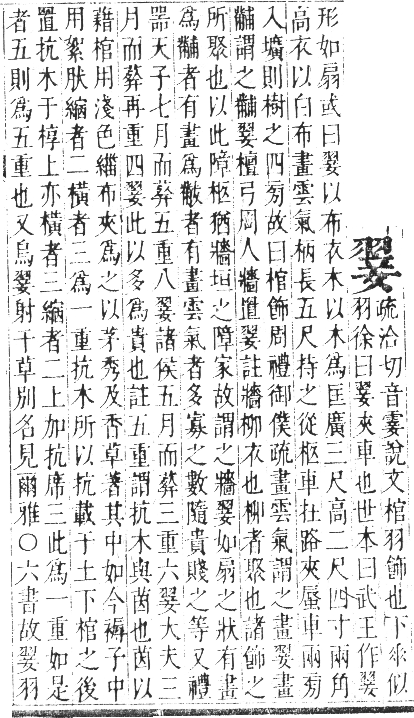 翣
疏洽切音霎說文棺羽飾也下𠂹似
羽徐曰翣夾車也世本曰武王作翣
形如扇或曰翣以布衣木以木爲匡廣三尺高二尺四寸兩角
高衣以白布畫雲氣柄長五尺持之從柩車在路夾蜃車兩旁
入壙則樹之四旁故曰棺飾周禮御僕疏畫雲氣謂之畫翣畫
黼謂之黼翣檀弓周人牆置翣註牆柳衣也柳者聚也諸飾之
所聚也以此障柩猶牆垣之障家故謂之牆翣如扇之狀有畫
爲黼者有畫爲黻者有畫雲氣者多寡之數隨貴賤之等又禮
器天子七月而葬五重八翣諸侯五月而葬三重六翣大夫三
月而葬再重四翣此以多爲貴也註五重謂抗木與茵也茵以
藉棺用淺色緇布夾爲之以茅秀及香草著其中如今褥子中
用絮肤縮者二橫者三爲一重抗木所以抗載于土下棺之後
置抗木于椁上亦橫者三縮者二上加抗席三此爲一重如是
者五則爲五重也又烏翣射干草別名見爾雅○六書故翣羽